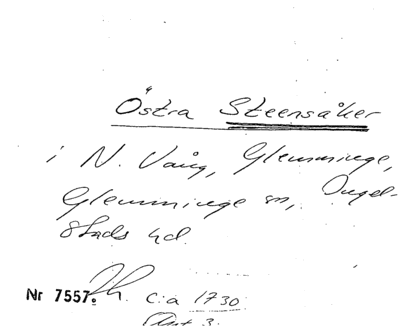 Östra Steensåker
i N. Vång, Glemminge,
Glemminge sn, Ingel-
stads hd.
Nr 7557. c:a 1730